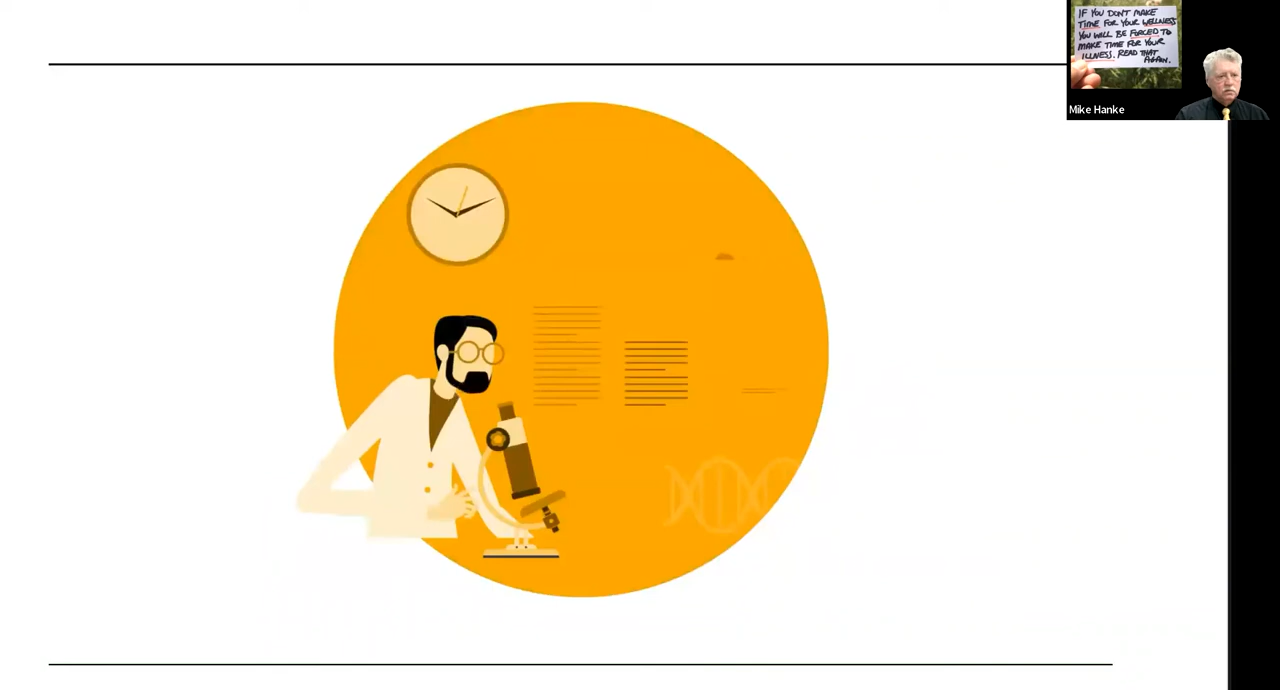 IF YOU DON'T MAKE
TIME FOR YOUR WELLNESS
YOU WILL BE FORCED TO
MAKE TIME FOR YOUR
ILLNESS. READ THAT
AGAIN.
Mike Hanke